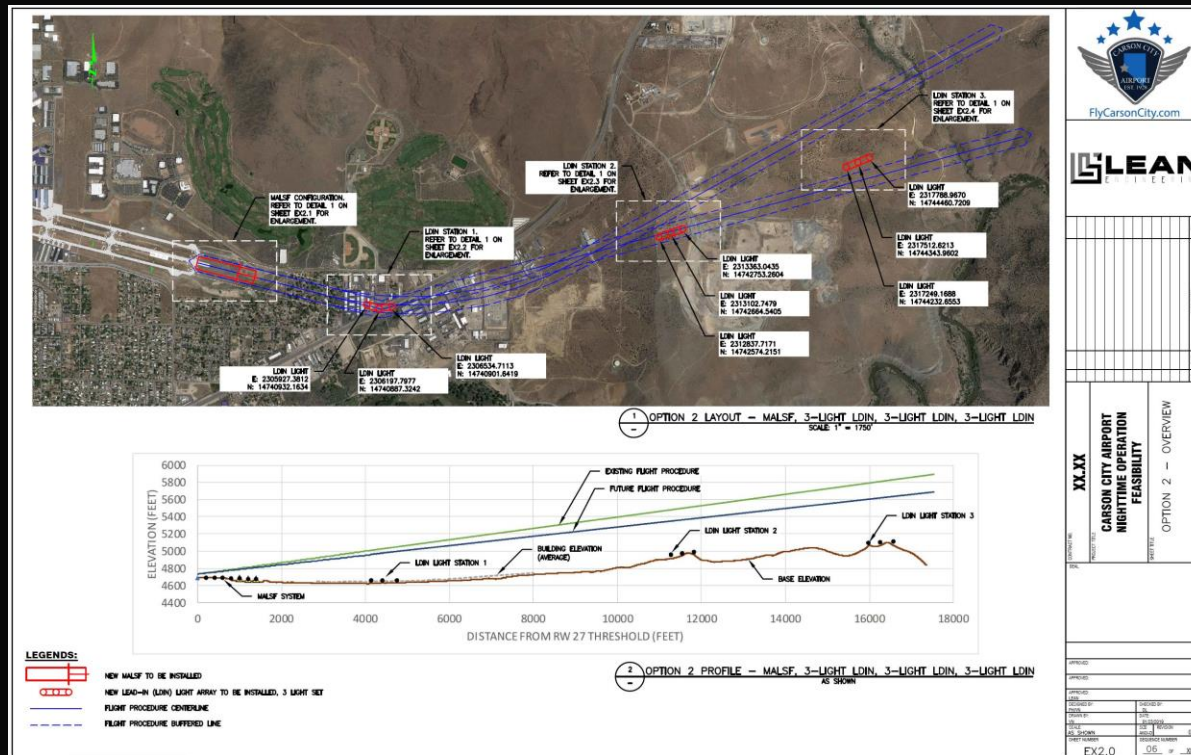 MALSF CONFIGURATION.
REFER TO DETAIL 1 ON
SHEET EX2.1 FOR
ENLARGEMENT.
LDIN STATION 1.
REFER TO DETAIL 1 ON
SHEET EX2.2 FOR
ENLARGEMENT.
LDIN STATION 2.
REFER TO DETAIL 1 ON
SHEET EX2.3 FOR
ENLARGEMENT.
LDIN STATION 3.
REFER TO DETAIL 1 ON
SHEET EX2.4 FOR
ENLARGEMENT.
LDIN LIGHT
E: 2317788.9670
N: 14744460.7209
LDIN LIGHT
E: 2317512.6213
N: 14744343.9602
LDIN LIGHT
E: 2317249.1688
N: 14744232.6553
LDIN LIGHT
E: 2313363.0435
N: 14742753.2604
LDIN LIGHT
E: 2313102.7479
N: 14742664.5405
LDIN LIGHT
E: 2312837.7171
N: 14742574.2151
LDIN LIGHT
E: 2306534.7113
N: 14740901.6419
LDIN LIGHT
E: 2306197.7977
N: 14740887.3242
LDIN LIGHT
E: 2305927.3812
N: 14740932.1634
1
OPTION 2 LAYOUT - MALSF, 3-LIGHT LDIN, 3-LIGHT LDIN, 3-LIGHT LDIN
SCALE: 1" = 1750'
ELEVATION (FEET)
6000
5800
5600
5400
5200
5000
4800
4600
4400
EXISTING FLIGHT PROCEDURE
FUTURE FLIGHT PROCEDURE
LDIN LIGHT STATION 3
LDIN LIGHT STATION 2
BUILDING ELEVATION
(AVERAGE)
LDIN LIGHT STATION 1
BASE ELEVATION
MALSF SYSTEM
0 2000 4000 6000 8000 10000 12000 14000 16000 18000
DISTANCE FROM RW 27 THRESHOLD (FEET)
2
OPTION 2 PROFILE - MALSF, 3-LIGHT LDIN, 3-LIGHT LDIN, 3-LIGHT LDIN
AS SHOWN
LEGENDS:
NEW MALSF TO BE INSTALLED
NEW LEAD-IN (LDIN) LIGHT ARRAY TO BE INSTALLED, 3 LIGHT SET
FLIGHT PROCEDURE CENTERLINE
FLIGHT PROCEDURE BUFFERED LINE
CARSON CITY
AIRPORT
EST. 1928
FlyCarsonCity.com
LEAN
XX.XX
CARSON CITY AIRPORT
NIGHTTIME OPERATION
FEASIBILITY
OPTION 2 - OVERVIEW
APPROVED:
APPROVED:
APPROVED:
AS SHOWN
SHEET NUMBER
EX2.0
SEQUENCE NUMBER
06 OF